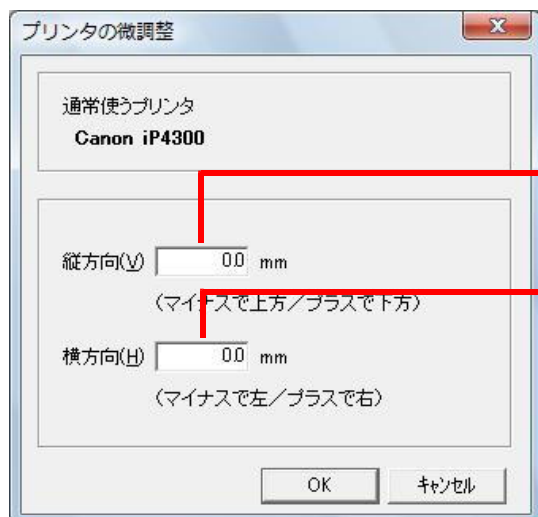 プリンタの微調整
通常使うプリンタ
Canon iP4300
縦方向(V) 0.0 mm
(マイナスで上方／プラスで下方)
横方向(H) 0.0 mm
(マイナスで左／プラスで右)
OK キャンセル